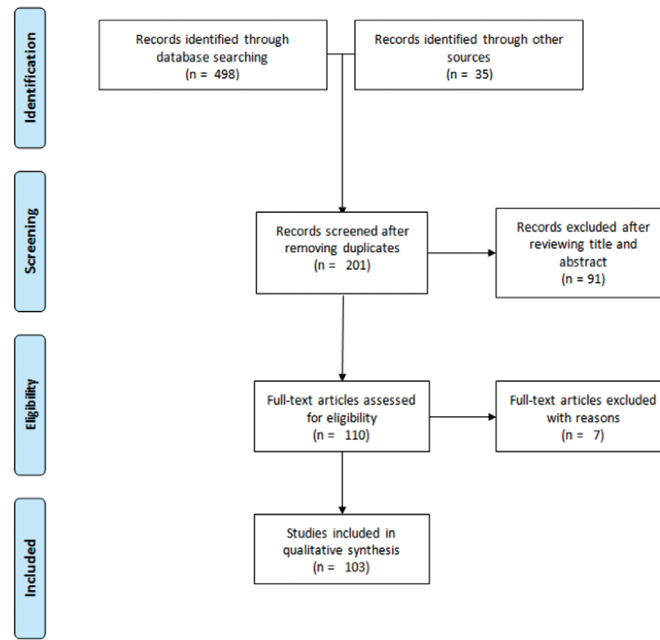 Identification
Records identified through
database searching
(n = 498)
Records identified through other
sources
(n = 35)
Screening
Records screened after
removing duplicates
(n = 201)
Records excluded after
reviewing title and
abstract
(n = 91)
Eligibility
Full-text articles assessed
for eligibility
(n = 110)
Full-text articles excluded
with reasons
(n = 7)
Included
Studies included in
qualitative synthesis
(n = 103)